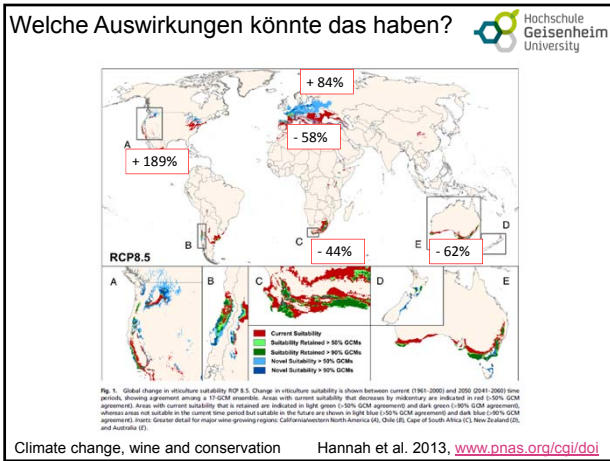 Welche Auswirkungen könnte das haben?
Hochschule
Geisenheim
University
+ 84%
- 58%
A
+ 189%
B
C
- 44%
E
- 62%
D
RCP8.5
A
B
C
D
E
Current Suitability
Suitability Retained > 50% GCMs
Suitability Retained > 90% GCMs
Novel Suitability > 50% GCMs
Novel Suitability > 90% GCMs
Fig. 1. Global change in viticulture suitability RCP 8.5. Change in viticulture suitability is shown between current (1961–2000) and 2050 (2041–2060) time
periods, showing agreement among a 17-GCM ensemble. Areas with current suitability that decreases by midcentury are indicated in red (>50% GCM
agreement). Areas with current suitability that is retained are indicated in light green (>50% GCM agreement) and dark green (>90% GCM agreement),
whereas areas not suitable in the current time period but suitable in the future are shown in light blue (>50% GCM agreement) and dark blue (>90% GCM
agreement). Insets: Greater detail for major wine-growing regions: California/western North America (A), Chile (B), Cape of South Africa (C), New Zealand (D),
and Australia (E).
Climate change, wine and conservation Hannah et al. 2013, www.pnas.org/cgi/doi